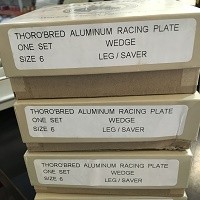 THORO'BRED ALUMINUM RACING PLATE
ONE SET WEDGE
SIZE 6 LEG / SAVER
THORO'BRED ALUMINUM RACING PLATE
ONE SET WEDGE
SIZE 6 LEG / SAVER
THORO'BRED ALUMINUM RACING PLATE
ONE SET WEDGE
SIZE 6 LEG / SAVER